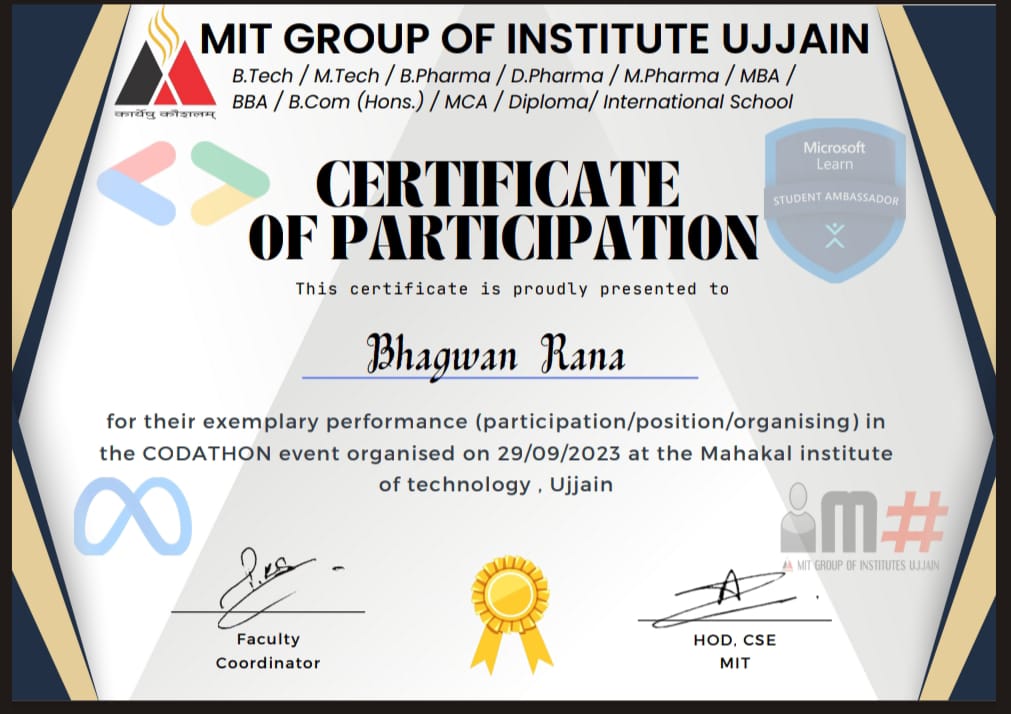 MIT GROUP OF INSTITUTE UJJAIN
B.Tech / M.Tech / B.Pharma / D.Pharma / M.Pharma / MBA /
BBA / B.Com (Hons.) / MCA / Diploma/ International School
कार्येषु कौशलम्
Microsoft
Learn
STUDENT AMBASSADOR
CERTIFICATE
OF PARTICIPATION
This certificate is proudly presented to
Bhagwan Rana
for their exemplary performance (participation/position/organising) in
the CODATHON event organised on 29/09/2023 at the Mahakal institute
of technology , Ujjain
m#
MIT GROUP OF INSTITUTES UJJAIN
Faculty
Coordinator
HOD, CSE
MIT